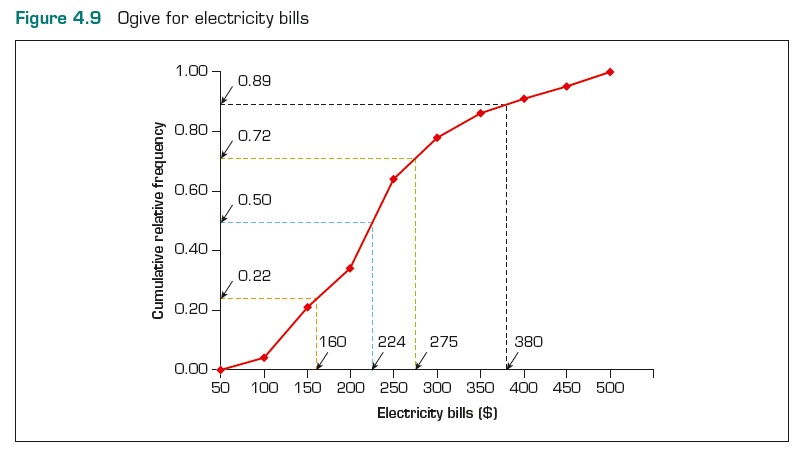 Figure 4.9 Ogive for electricity bills
Cumulative relative frequency
1.00
0.89
0.80
0.72
0.60
0.50
0.40
0.22
0.20
160 224 275 380
0.00
50 100 150 200 250 300 350 400 450 500
Electricity bills ($)